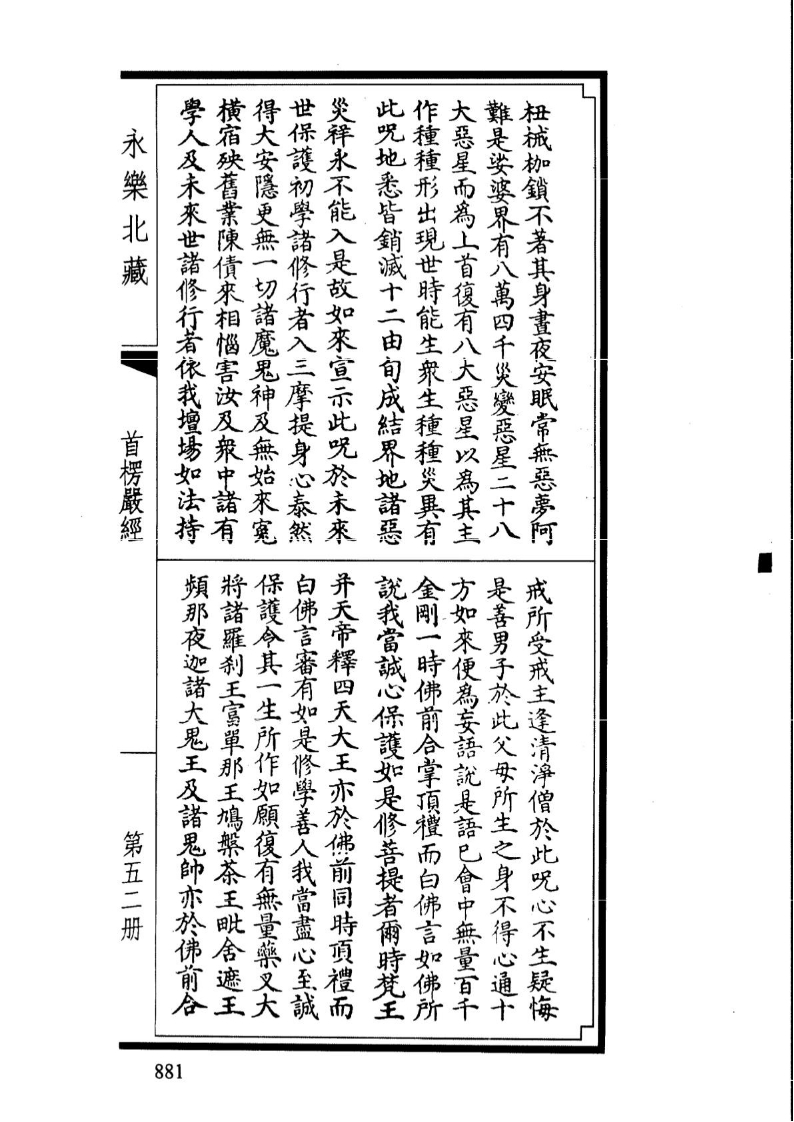 杻械枷鎖不著其身晝夜安眠常無惡夢阿
難是娑婆界有八萬四千災變惡星二十八
大惡星而為上首復有八大惡星以為其主
作種種形出現世時能生衆生種種災異有
此咒地悉皆銷滅十二由旬成結界地諸惡
災祥永不能入是故如來宣示此咒於未來
世保護初學諸修行者入三摩提身心泰然
得大安隱更無一切諸魔鬼神及無始來冤
橫宿殃舊業陳債來相惱害汝及衆中諸有
學人及未來世諸修行者依我壇場如法持
戒所受戒主逢清淨僧於此咒心不生疑悔
是善男子於此父母所生之身不得心通十
方如來便為妄語說是語已會中無量百千
金剛一時佛前合掌頂禮而白佛言如佛所
說我當誠心保護如是修菩提者爾時梵王
并天帝釋四天大王亦於佛前同時頂禮而
白佛言審有如是修學善人我當盡心至誠
保護令其一生所作如願復有無量藥叉大
將諸羅刹王富單那王鳩槃茶王毗舍遮王
頻那夜迦諸大鬼王及諸鬼帥亦於佛前合
永樂北藏
首楞嚴經
第五二册
881